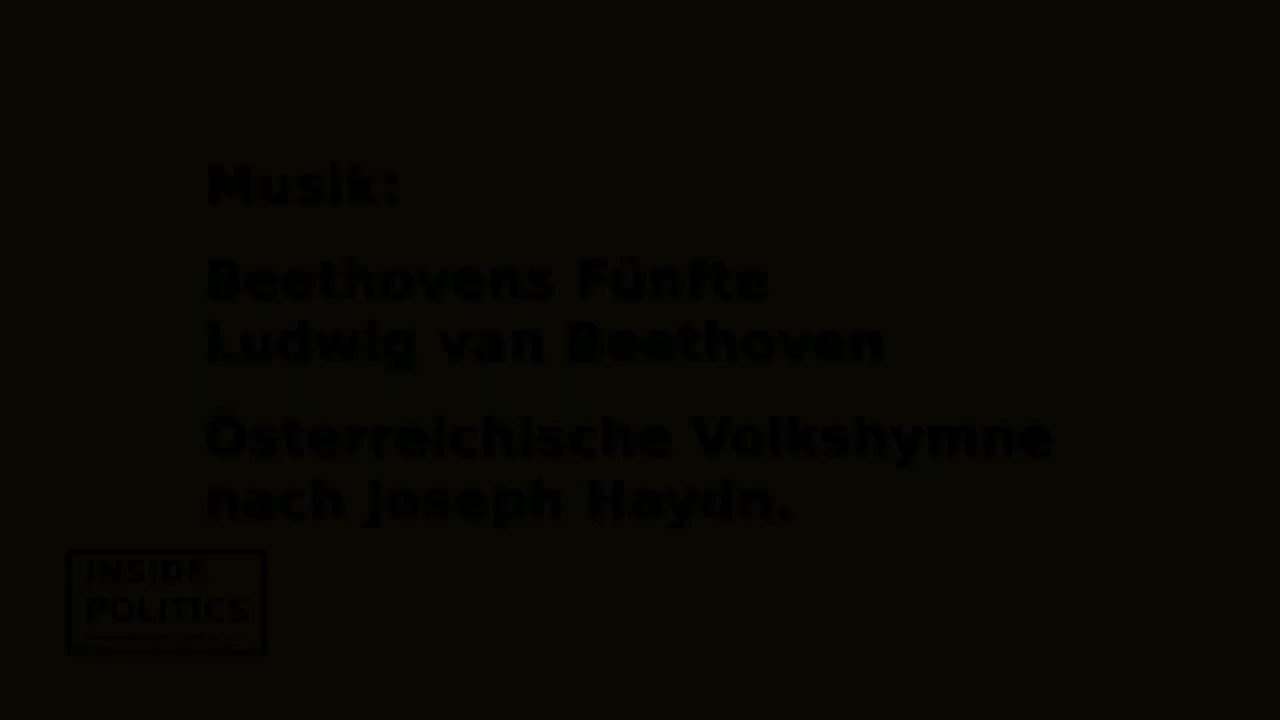 Musik:
Beethovens Fünfte
Ludwig van Beethoven
Österreichische Volkshymne
nach Joseph Haydn.
INSIDE
POLITICS